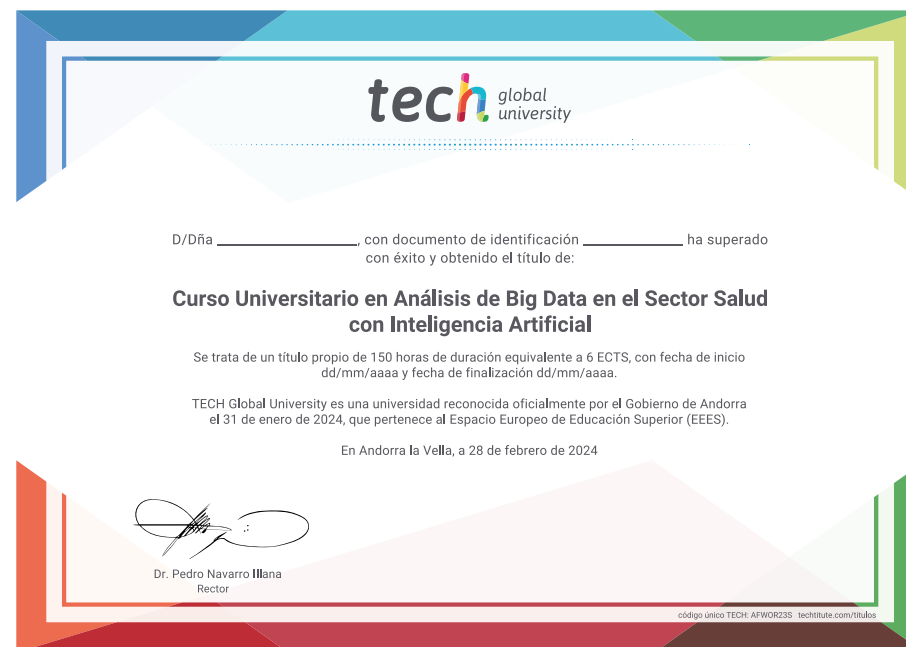 tech global university
D/Dña ____________________, con documento de identificación ______________ ha superado
con éxito y obtenido el título de:
Curso Universitario en Análisis de Big Data en el Sector Salud
con Inteligencia Artificial
Se trata de un título propio de 150 horas de duración equivalente a 6 ECTS, con fecha de inicio
dd/mm/aaaa y fecha de finalización dd/mm/aaaa.
TECH Global University es una universidad reconocida oficialmente por el Gobierno de Andorra
el 31 de enero de 2024, que pertenece al Espacio Europeo de Educación Superior (EEES).
En Andorra la Vella, a 28 de febrero de 2024
Dr. Pedro Navarro Illana
Rector
código único TECH: AFWOR23S techtitute.com/titulos